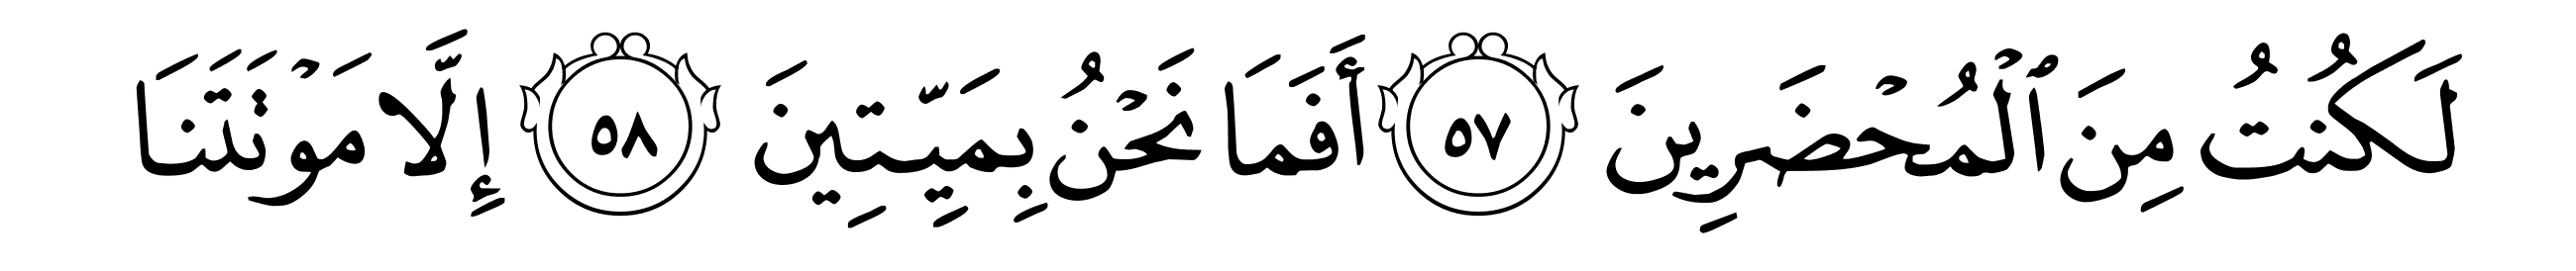 لَكُنتُ مِنَ ٱلْمُحْضَرِينَ ٥٧ أَفَمَا نَحْنُ بِمَيِّتِينَ ٥٨ إِلَّا مَوْتَتَنَا